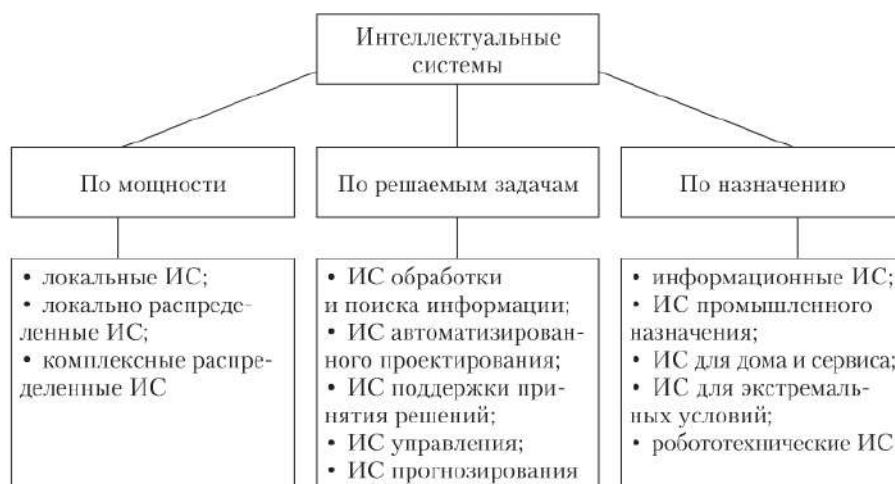 Интеллектуальные
системы
По мощности
По решаемым задачам
По назначению
• локальные ИС;
• локально распреде-
ленные ИС;
• комплексные распре-
деленные ИС
• ИС обработки
и поиска информации;
• ИС автоматизирован-
ного проектирования;
• ИС поддержки при-
нятия решений;
• ИС управления;
• ИС прогнозирования
• информационные ИС;
• ИС промышленного
назначения;
• ИС для дома и сервиса;
• ИС для экстремаль-
ных условий;
• робототехнические ИС